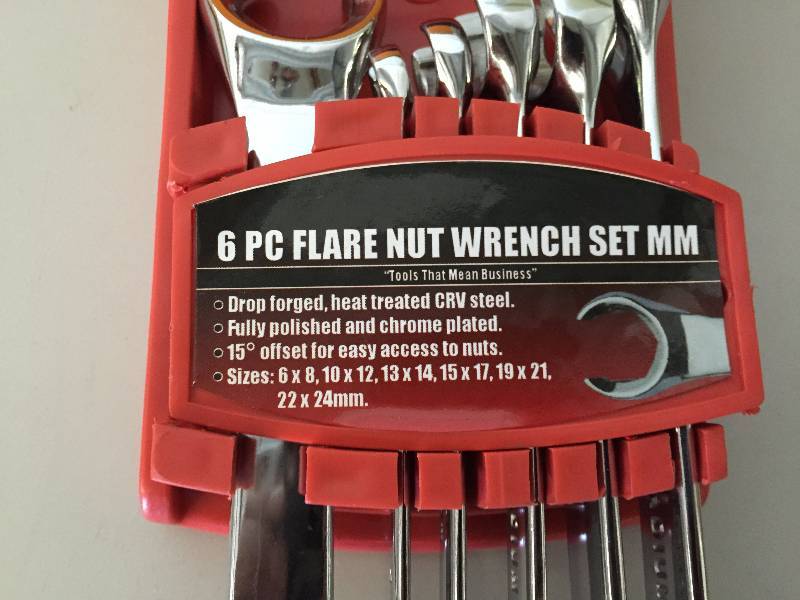 6 PC FLARE NUT WRENCH SET MM
"Tools That Mean Business"
Drop forged, heat treated CRV steel.
Fully polished and chrome plated.
15° offset for easy access to nuts.
Sizes: 6 x 8, 10 x 12, 13 x 14, 15 x 17, 19 x 21,
22 x 24mm.